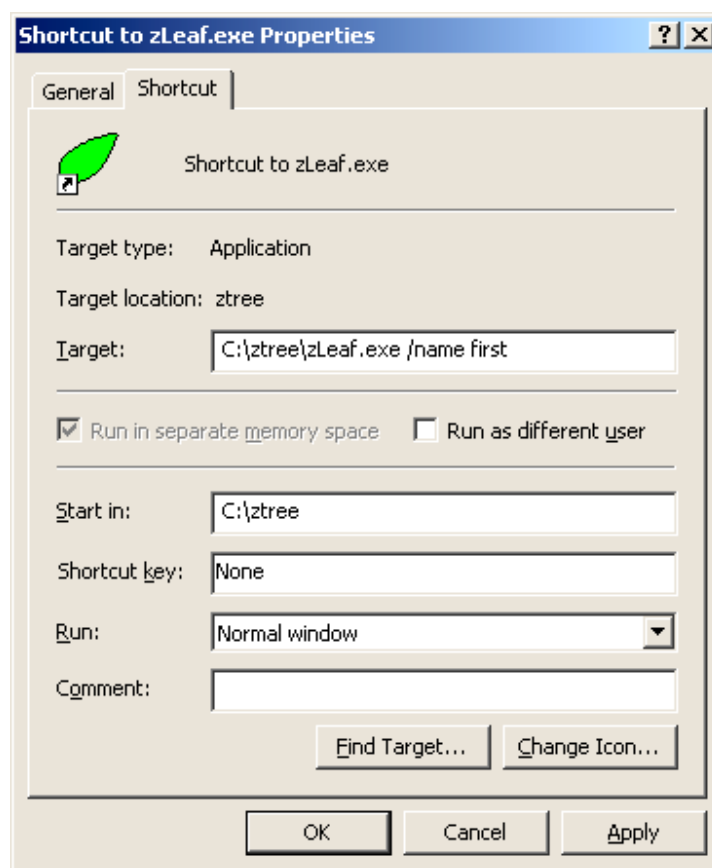 Shortcut to zLeaf.exe Properties ? X
General Shortcut
Shortcut to zLeaf.exe
Target type: Application
Target location: ztree
Target: C:\ztree\zLeaf.exe /name first
Run in separate memory space Run as different user
Start in: C:\ztree
Shortcut key: None
Run: Normal window
Comment:
Find Target... Change Icon...
OK Cancel Apply